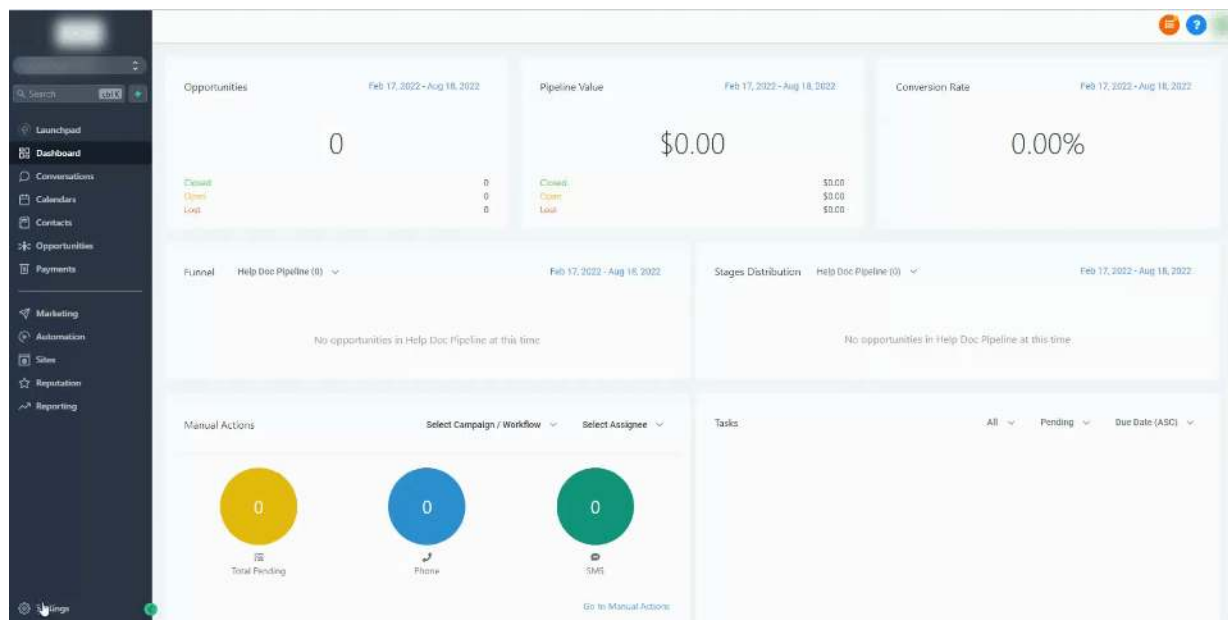 Search ctrl K
Launchpad
Dashboard
Conversations
Calendars
Contacts
Opportunities
Payments
Marketing
Automation
Sites
Reputation
Reporting
Settings
Opportunities Feb 17, 2022 - Aug 18, 2022
0
Closed 0
Open 0
Lost 0
Pipeline Value Feb 17, 2022 - Aug 18, 2022
$0.00
Closed $0.00
Open $0.00
Lost $0.00
Conversion Rate Feb 17, 2022 - Aug 18, 2022
0.00%
Funnel Help Doc Pipeline (0) Feb 17, 2022 - Aug 18, 2022
No opportunities in Help Doc Pipeline at this time
Stages Distribution Help Doc Pipeline (0) Feb 17, 2022 - Aug 18, 2022
No opportunities in Help Doc Pipeline at this time
Manual Actions Select Campaign / Workflow Select Assignee
0 0 0
Total Pending Phone SMS
Go to Manual Actions
Tasks All Pending Due Date (ASC)
?